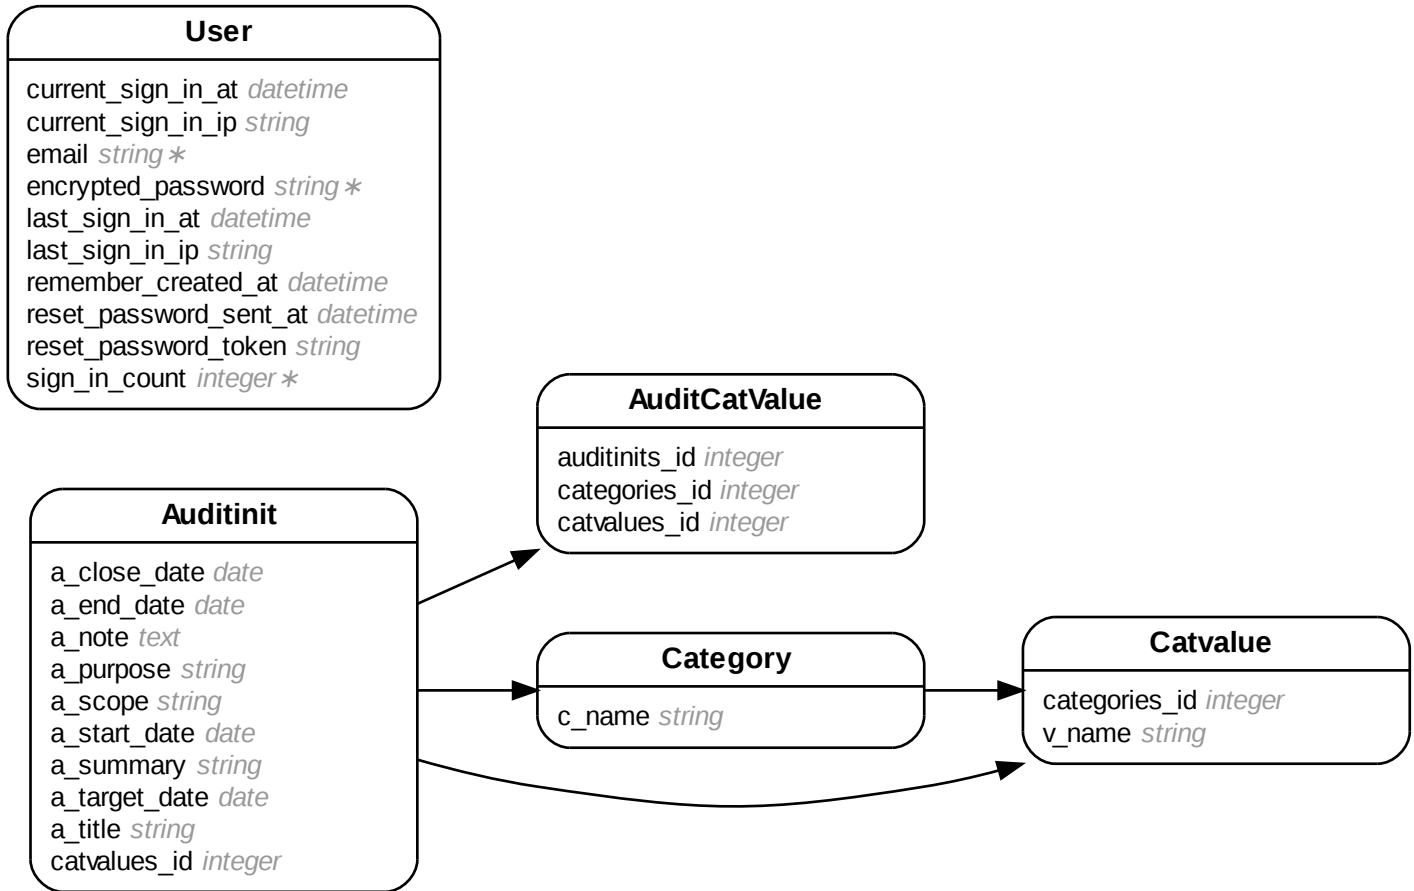 User
current_sign_in_at datetime
current_sign_in_ip string
email string ∗
encrypted_password string ∗
last_sign_in_at datetime
last_sign_in_ip string
remember_created_at datetime
reset_password_sent_at datetime
reset_password_token string
sign_in_count integer ∗
AuditCatValue
auditinits_id integer
categories_id integer
catvalues_id integer
Auditinit
a_close_date date
a_end_date date
a_note text
a_purpose string
a_scope string
a_start_date date
a_summary string
a_target_date date
a_title string
catvalues_id integer
Category
c_name string
Catvalue
categories_id integer
v_name string